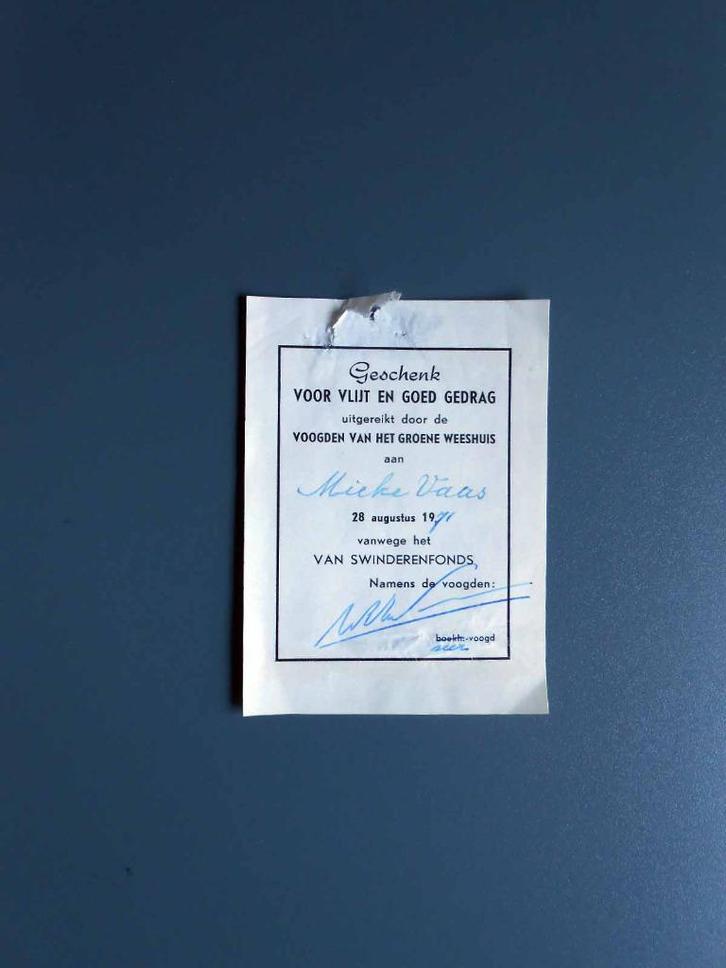 Geschenk
VOOR VLIJT EN GOED GEDRAG
uitgereikt door de
VOOGDEN VAN HET GROENE WEESHUIS
aan
Mieke Vaas
28 augustus 1971
vanwege het
VAN SWINDERENFONDS
Namens de voogden:
boekh.-voogd